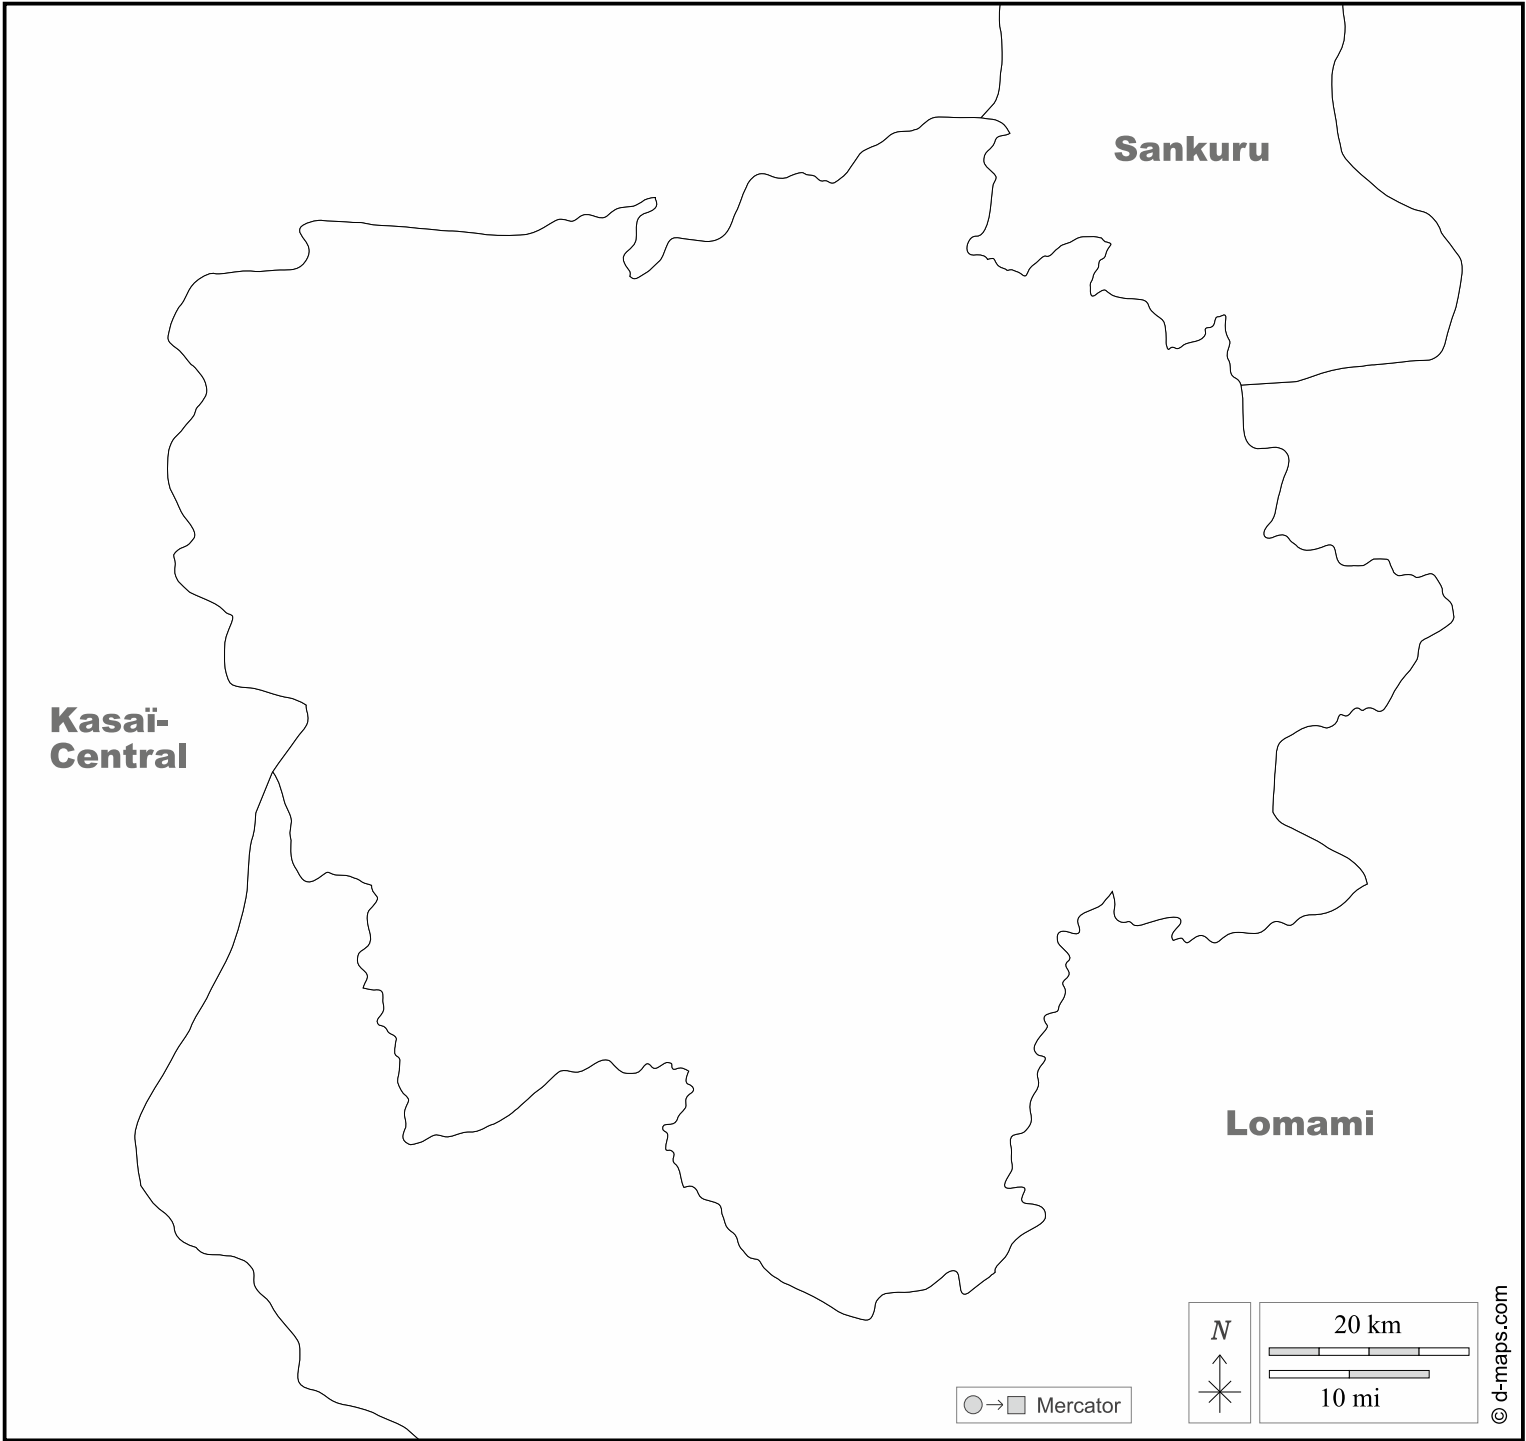 Sankuru
Kasaï-
Central
Lomami
N
20 km
10 mi
Mercator
© d-maps.com